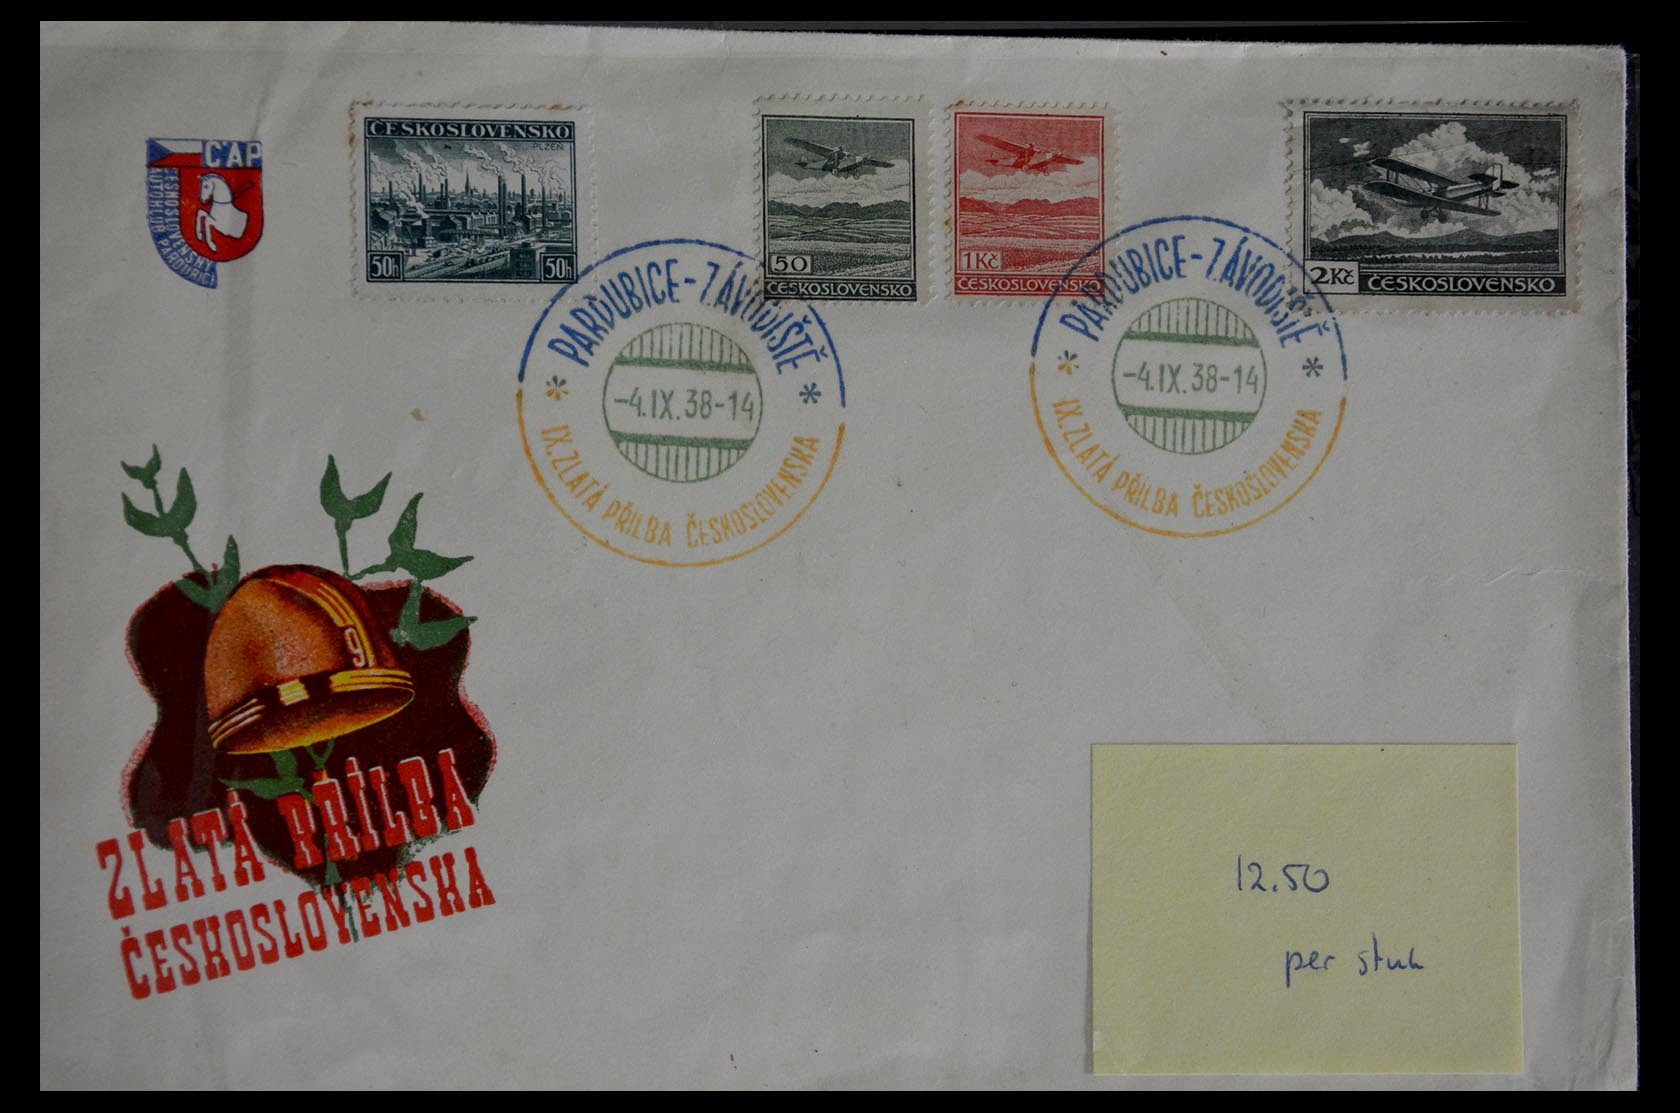 ČAP
ČESKOSLOVENSKÝ
AUTOKLUB PARDUBICE
ČESKOSLOVENSKO
PLZEŇ
50h
50h
50
ČESKOSLOVENSKO
1Kč
ČESKOSLOVENSKO
2Kč
ČESKOSLOVENSKO
PARDUBICE-ZÁVODIŠTĚ
-4.IX.38-14
* *
IX.ZLATÁ PŘILBA ČESKOSLOVENSKA
PARDUBICE-ZÁVODIŠTĚ
-4.IX.38-14
* *
IX.ZLATÁ PŘILBA ČESKOSLOVENSKA
9
ZLATÁ PŘÍLBA
ČESKOSLOVENSKA
12.50
per stuk